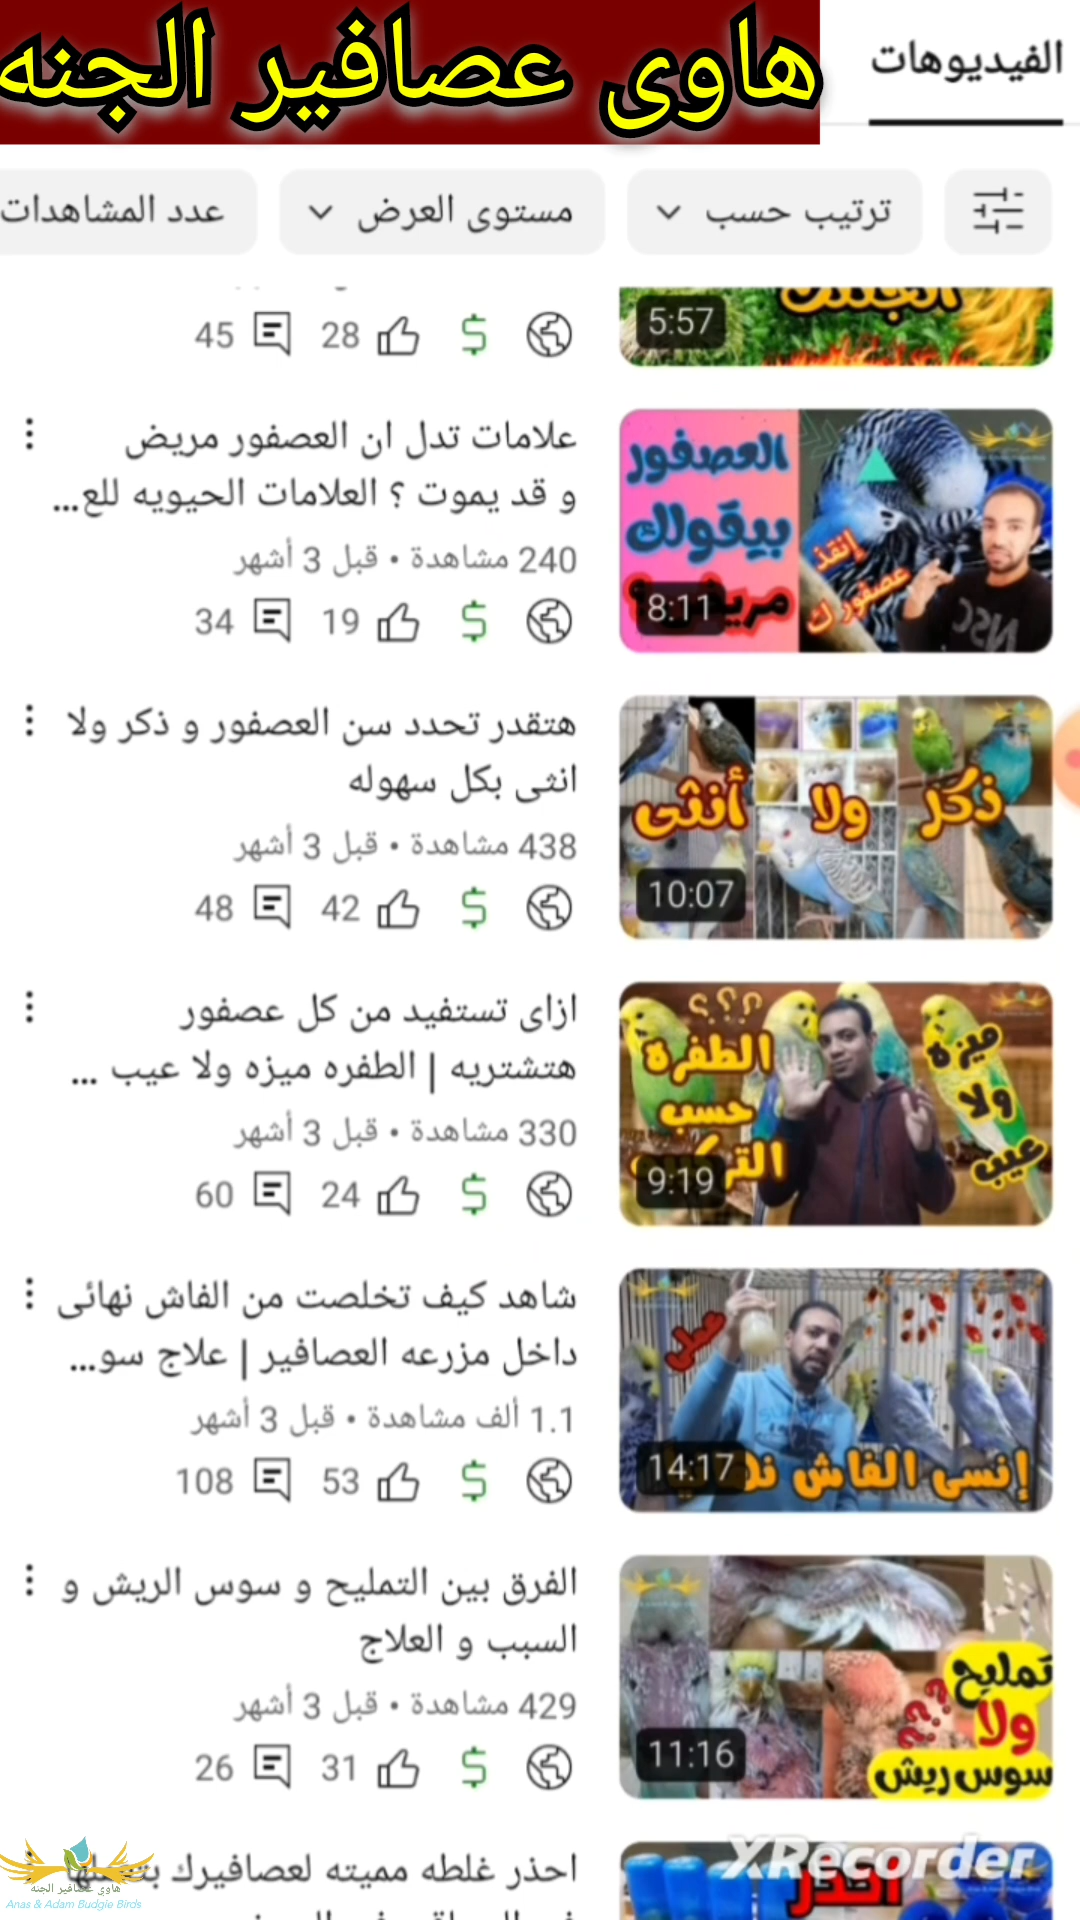 هاوى عصافير الجنه
الفيديوهات
ترتيب حسب
مستوى العرض
عدد المشاهدات
5:57
28
45
علامات تدل ان العصفور مريض
و قد يموت ؟ العلامات الحيويه للع...
240 مشاهدة • قبل 3 أشهر
19
34
العصفور
بيقولك
8:11
إنقذ
عصفورك
هتقدر تحدد سن العصفور و ذكر ولا
انثى بكل سهوله
438 مشاهدة • قبل 3 أشهر
42
48
ذكر ولا أنثى
10:07
ازاى تستفيد من كل عصفور
هتشتريه | الطفره ميزه ولا عيب ...
330 مشاهدة • قبل 3 أشهر
24
60
؟؟؟
الطفره
حسب
9:19
ميزه
ولا
عيب
شاهد كيف تخلصت من الفاش نهائى
داخل مزرعه العصافير | علاج سو...
1.1 ألف مشاهدة • قبل 3 أشهر
53
108
إنسى الفاش
14:17
الفرق بين التمليح و سوس الريش و
السبب و العلاج
429 مشاهدة • قبل 3 أشهر
31
26
تمليح
ولا
؟؟؟
سوس ريش
11:16
احذر غلطه مميته لعصافيرك
احذر
XRecorder
هاوى عصافير الجنه
Anas & Adam Budgie Birds